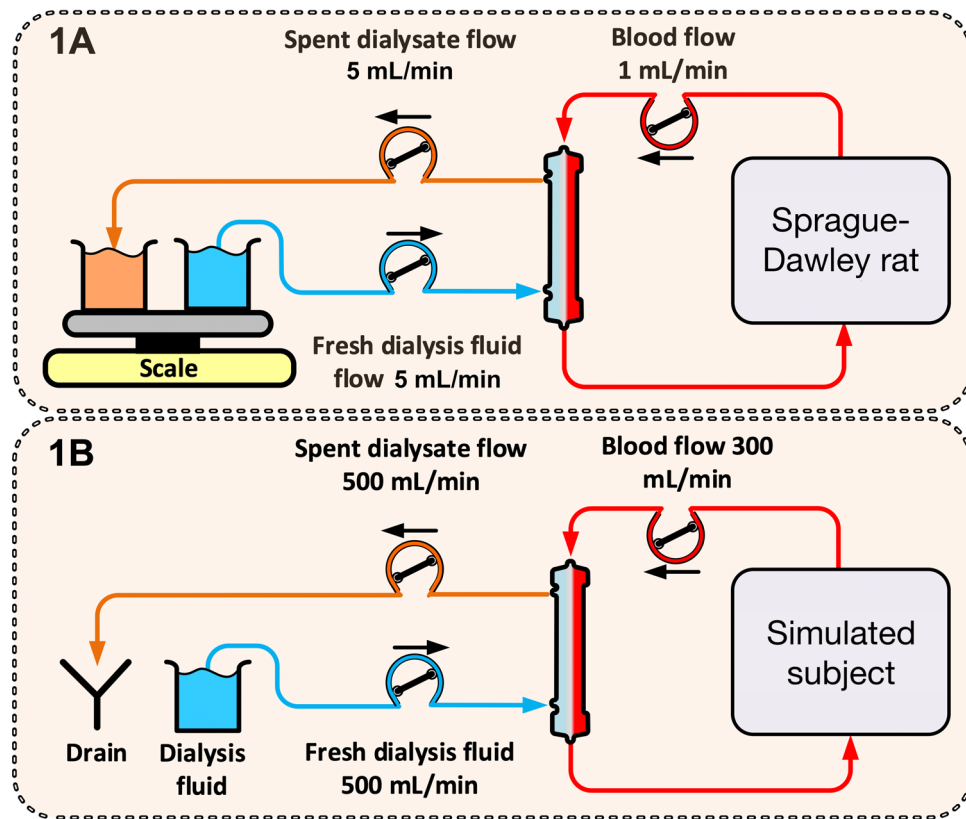 1A
Spent dialysate flow
5 mL/min
Blood flow
1 mL/min
Sprague-
Dawley rat
Scale
Fresh dialysis fluid
flow 5 mL/min
1B
Spent dialysate flow
500 mL/min
Blood flow 300
mL/min
Simulated
subject
Drain
Dialysis
fluid
Fresh dialysis fluid
500 mL/min